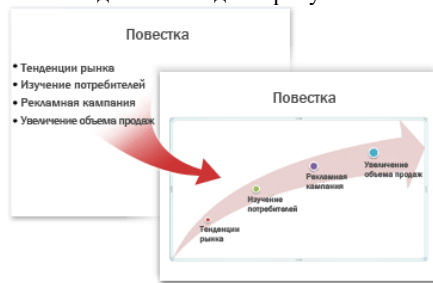 Повестка
• Тенденции рынка
• Изучение потребителей
• Рекламная кампания
• Увеличение объема продаж
Повестка
Увеличение
объема продаж
Рекламная
кампания
Изучение
потребителей
Тенденции
рынка